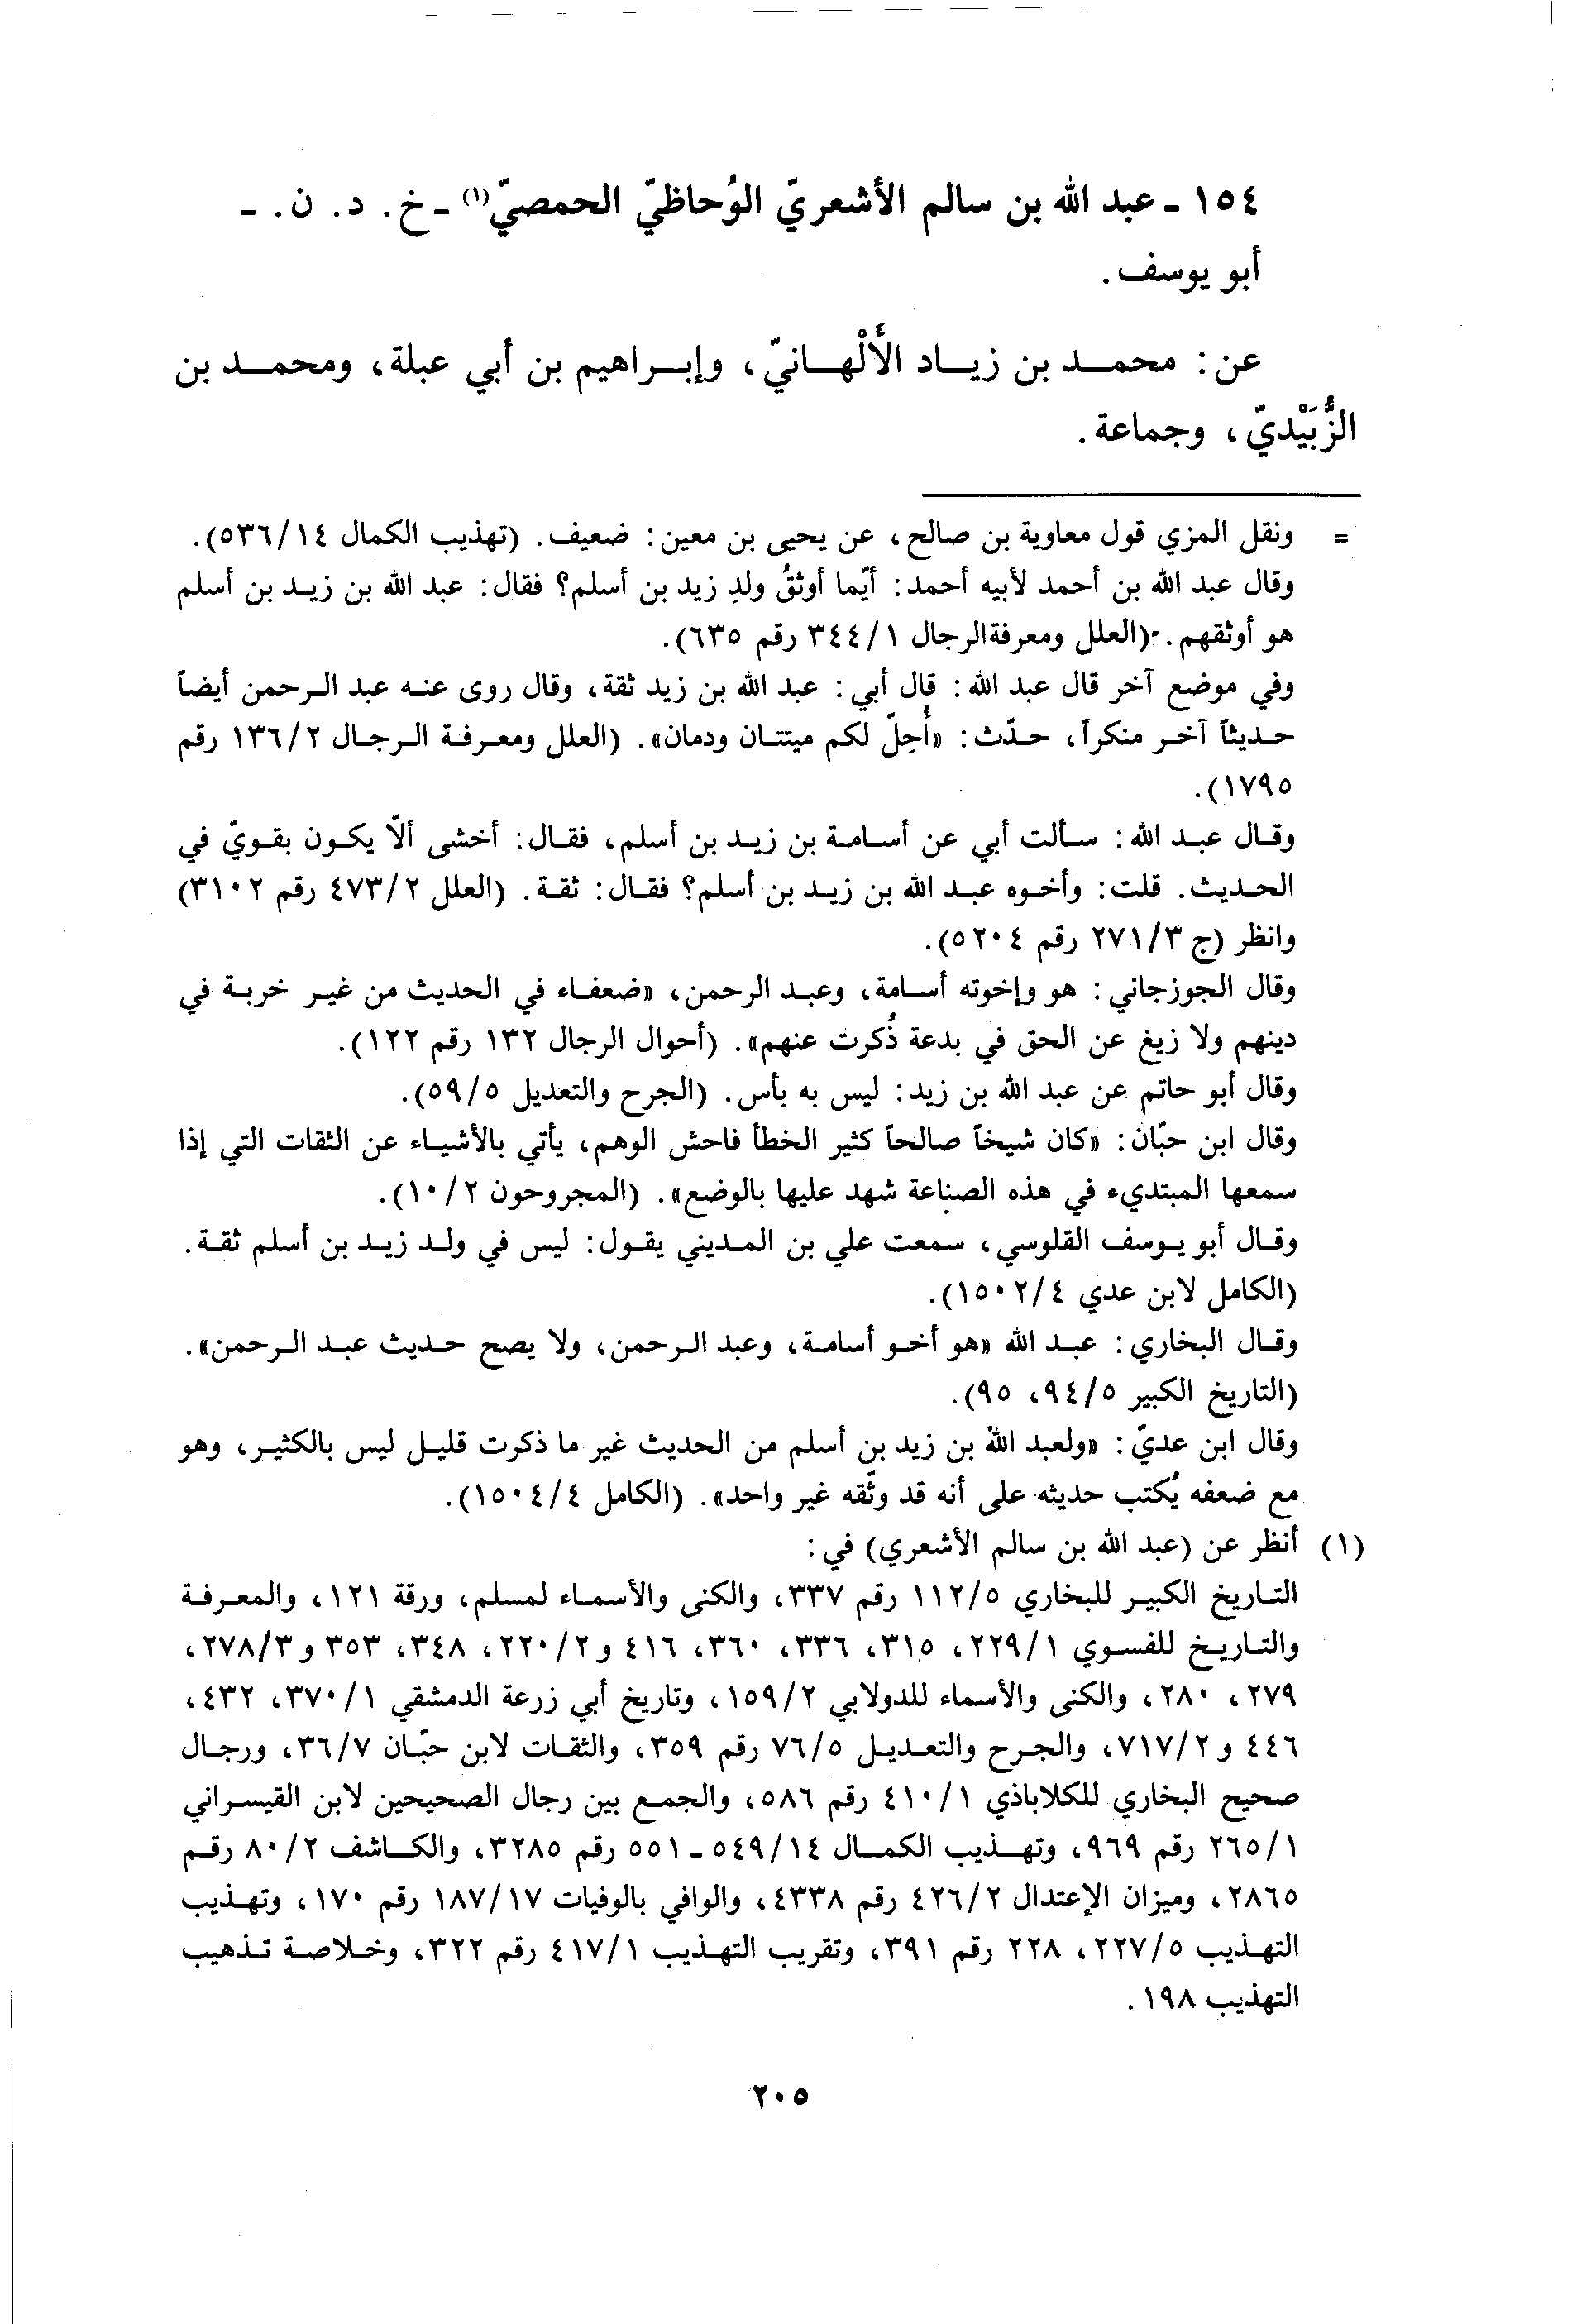 ١٥٤ - عبد الله بن سالم الأشعريّ الوُحاظيّ الحمصيّ(١) - خ. د. ن. -
أبو يوسف.
عن: محمد بن زياد الأَلْهانيّ، وإبراهيم بن أبي عبلة، ومحمد بن
الزُّبَيْديّ، وجماعة.
= ونقل المزي قول معاوية بن صالح، عن يحيى بن معين: ضعيف. (تهذيب الكمال ٥٣٦/١٤).
وقال عبد الله بن أحمد لأبيه أحمد: أيّما أوثقُ ولدِ زيد بن أسلم؟ فقال: عبد الله بن زيد بن أسلم
هو أوثقهم. (العلل ومعرفةالرجال ٣٤٤/١ رقم ٦٣٥).
وفي موضع آخر قال عبد الله: قال أبي: عبد الله بن زيد ثقة، وقال روى عنه عبد الرحمن أيضاً
حديثاً آخر منكراً، حدّث: «أُحِلّ لكم ميتتان ودمان». (العلل ومعرفة الرجال ١٣٦/٢ رقم
١٧٩٥).
وقال عبد الله: سألت أبي عن أسامة بن زيد بن أسلم، فقال: أخشى ألّا يكون بقويّ في
الحديث. قلت: وأخوه عبد الله بن زيد بن أسلم؟ فقال: ثقة. (العلل ٤٧٣/٢ رقم ٣١٠٢)
وانظر (ج ٢٧١/٣ رقم ٥٢٠٤).
وقال الجوزجاني: هو وإخوته أسامة، وعبد الرحمن، «ضعفاء في الحديث من غير خربة في
دينهم ولا زيغ عن الحق في بدعة ذُكرت عنهم». (أحوال الرجال ١٣٢ رقم ١٢٢).
وقال أبو حاتم عن عبد الله بن زيد: ليس به بأس. (الجرح والتعديل ٥٩/٥).
وقال ابن حبّان: «كان شيخاً صالحاً كثير الخطأ فاحش الوهم، يأتي بالأشياء عن الثقات التي إذا
سمعها المبتديء في هذه الصناعة شهد عليها بالوضع». (المجروحون ١٠/٢).
وقال أبو يوسف القلوسي، سمعت علي بن المديني يقول: ليس في ولد زيد بن أسلم ثقة.
(الكامل لابن عدي ١٥٠٢/٤).
وقال البخاري: عبد الله «هو أخو أسامة، وعبد الرحمن، ولا يصح حديث عبد الرحمن».
(التاريخ الكبير ٩٤/٥، ٩٥).
وقال ابن عديّ: «ولعبد الله بن زيد بن أسلم من الحديث غير ما ذكرت قليل ليس بالكثير، وهو
مع ضعفه يُكتب حديثه على أنه قد وثّقه غير واحد». (الكامل ١٥٠٤/٤).
(١) أنظر عن (عبد الله بن سالم الأشعري) في:
التاريخ الكبير للبخاري ١١٢/٥ رقم ٣٣٧، والكنى والأسماء لمسلم، ورقة ١٢١، والمعرفة
والتاريخ للفسوي ٢٢٩/١، ٣١٥، ٣٣٦، ٣٦٠، ٤١٦ و ٢٢٠/٢، ٣٤٨، ٣٥٣ و ٢٧٨/٣،
٢٧٩، ٢٨٠، والكنى والأسماء للدولابي ١٥٩/٢، وتاريخ أبي زرعة الدمشقي ٣٧٠/١، ٤٣٢،
٤٤٦ و ٧١٧/٢، والجرح والتعديل ٧٦/٥ رقم ٣٥٩، والثقات لابن حبّان ٣٦/٧، ورجال
صحيح البخاري للكلاباذي ٤١٠/١ رقم ٥٨٦، والجمع بين رجال الصحيحين لابن القيسراني
٢٦٥/١ رقم ٩٦٩، وتهذيب الكمال ٥٤٩/١٤ - ٥٥١ رقم ٣٢٨٥، والكاشف ٨٠/٢ رقم
٢٨٦٥، وميزان الإعتدال ٤٢٦/٢ رقم ٤٣٣٨، والوافي بالوفيات ١٨٧/١٧ رقم ١٧٠، وتهذيب
التهذيب ٢٢٧/٥، ٢٢٨ رقم ٣٩١، وتقريب التهذيب ٤١٧/١ رقم ٣٢٢، وخلاصة تذهيب
التهذيب ١٩٨.
٢٠٥